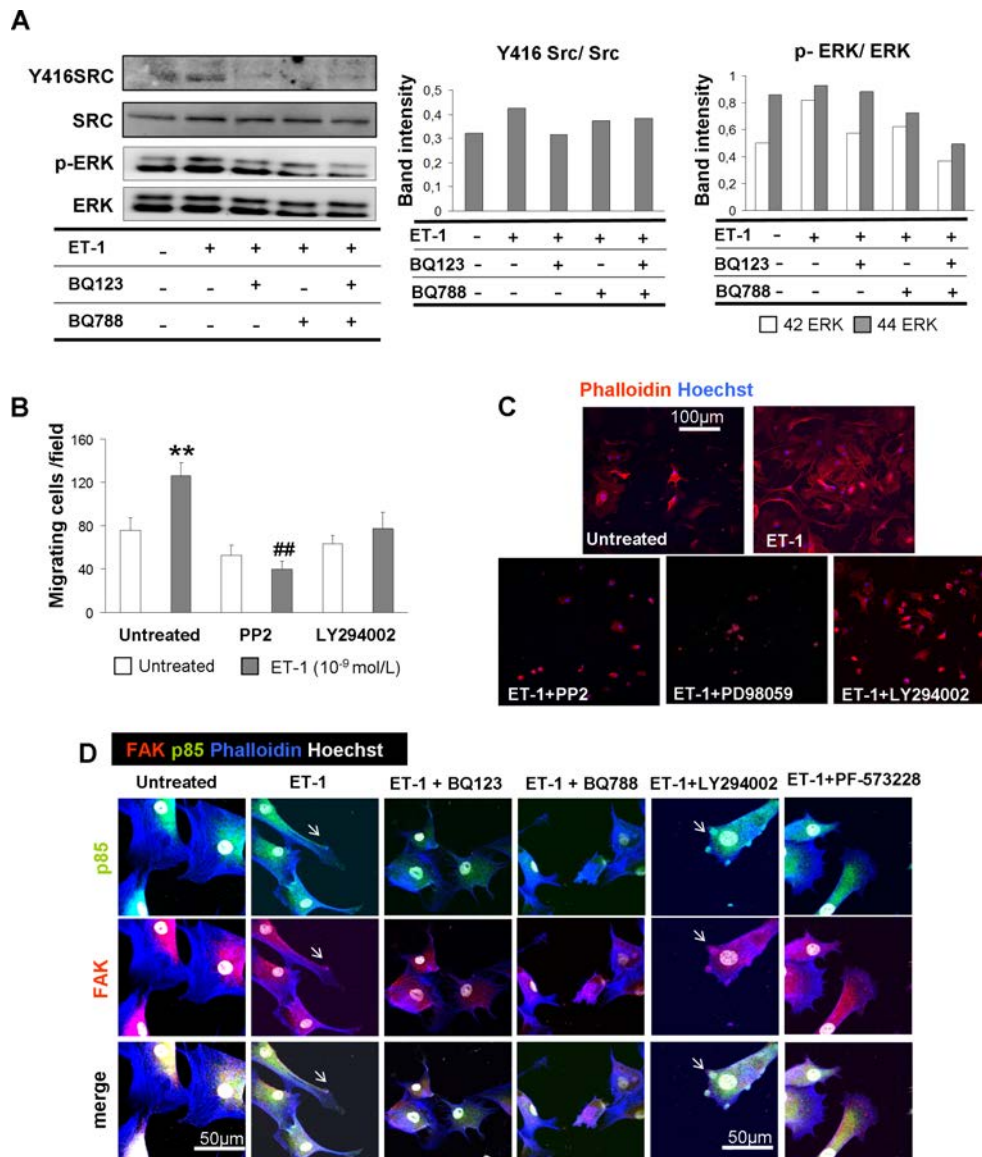 A
Y416SRC
SRC
p-ERK
ERK
ET-1 - + + + +
BQ123 - - + - +
BQ788 - - - + +
Y416 Src/ Src
Band intensity
0,5
0,4
0,3
0,2
0,1
0
ET-1 - + + + +
BQ123 - - + - +
BQ788 - - - + +
p- ERK/ ERK
Band intensity
1
0,8
0,6
0,4
0,2
0
ET-1 - + + + +
BQ123 - - + - +
BQ788 - - - + +
42 ERK 44 ERK
B
Migrating cells /field
160
120
80
40
0
**
##
Untreated PP2 LY294002
Untreated ET-1 (10⁻⁹ mol/L)
C
Phalloidin Hoechst
100µm
Untreated
ET-1
ET-1+PP2
ET-1+PD98059
ET-1+LY294002
D
FAK p85 Phalloidin Hoechst
Untreated ET-1 ET-1 + BQ123 ET-1 + BQ788 ET-1+LY294002 ET-1+PF-573228
p85
FAK
merge
50µm
50µm